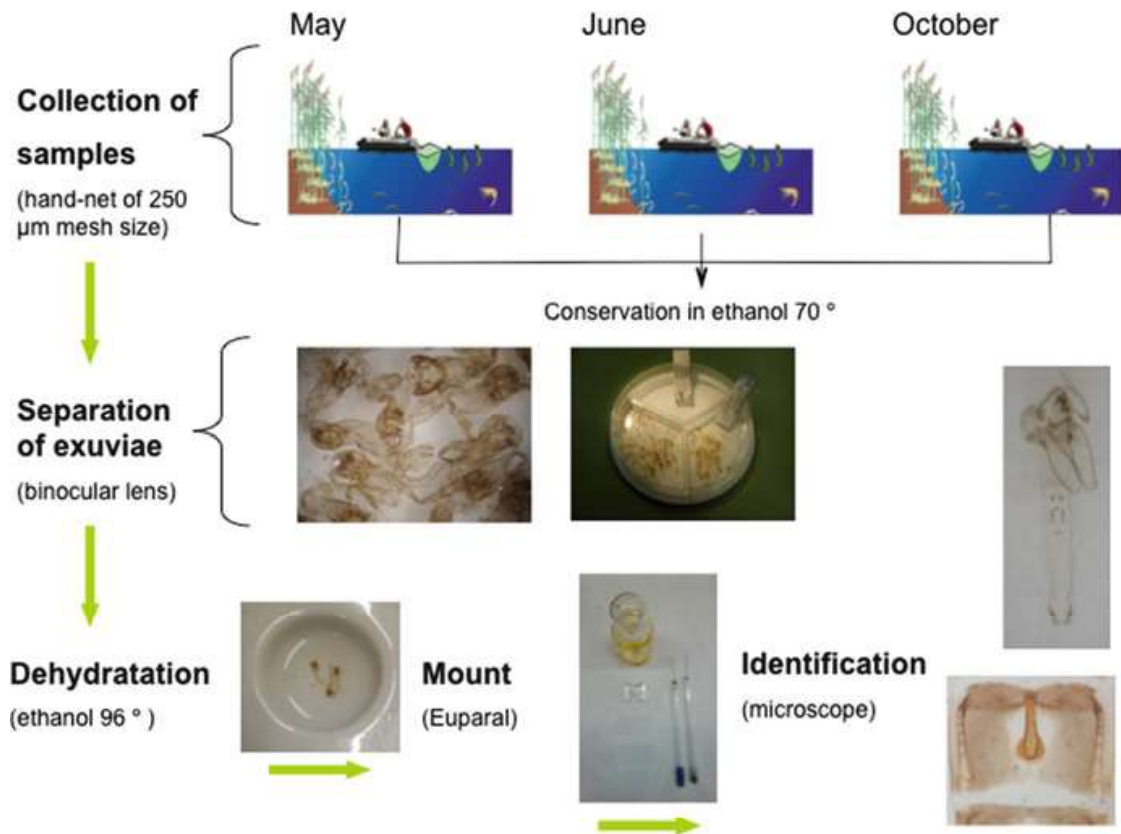 May
June
October
Collection of
samples
(hand-net of 250
µm mesh size)
Conservation in ethanol 70 °
Separation
of exuviae
(binocular lens)
Dehydratation
(ethanol 96 ° )
Mount
(Euparal)
Identification
(microscope)